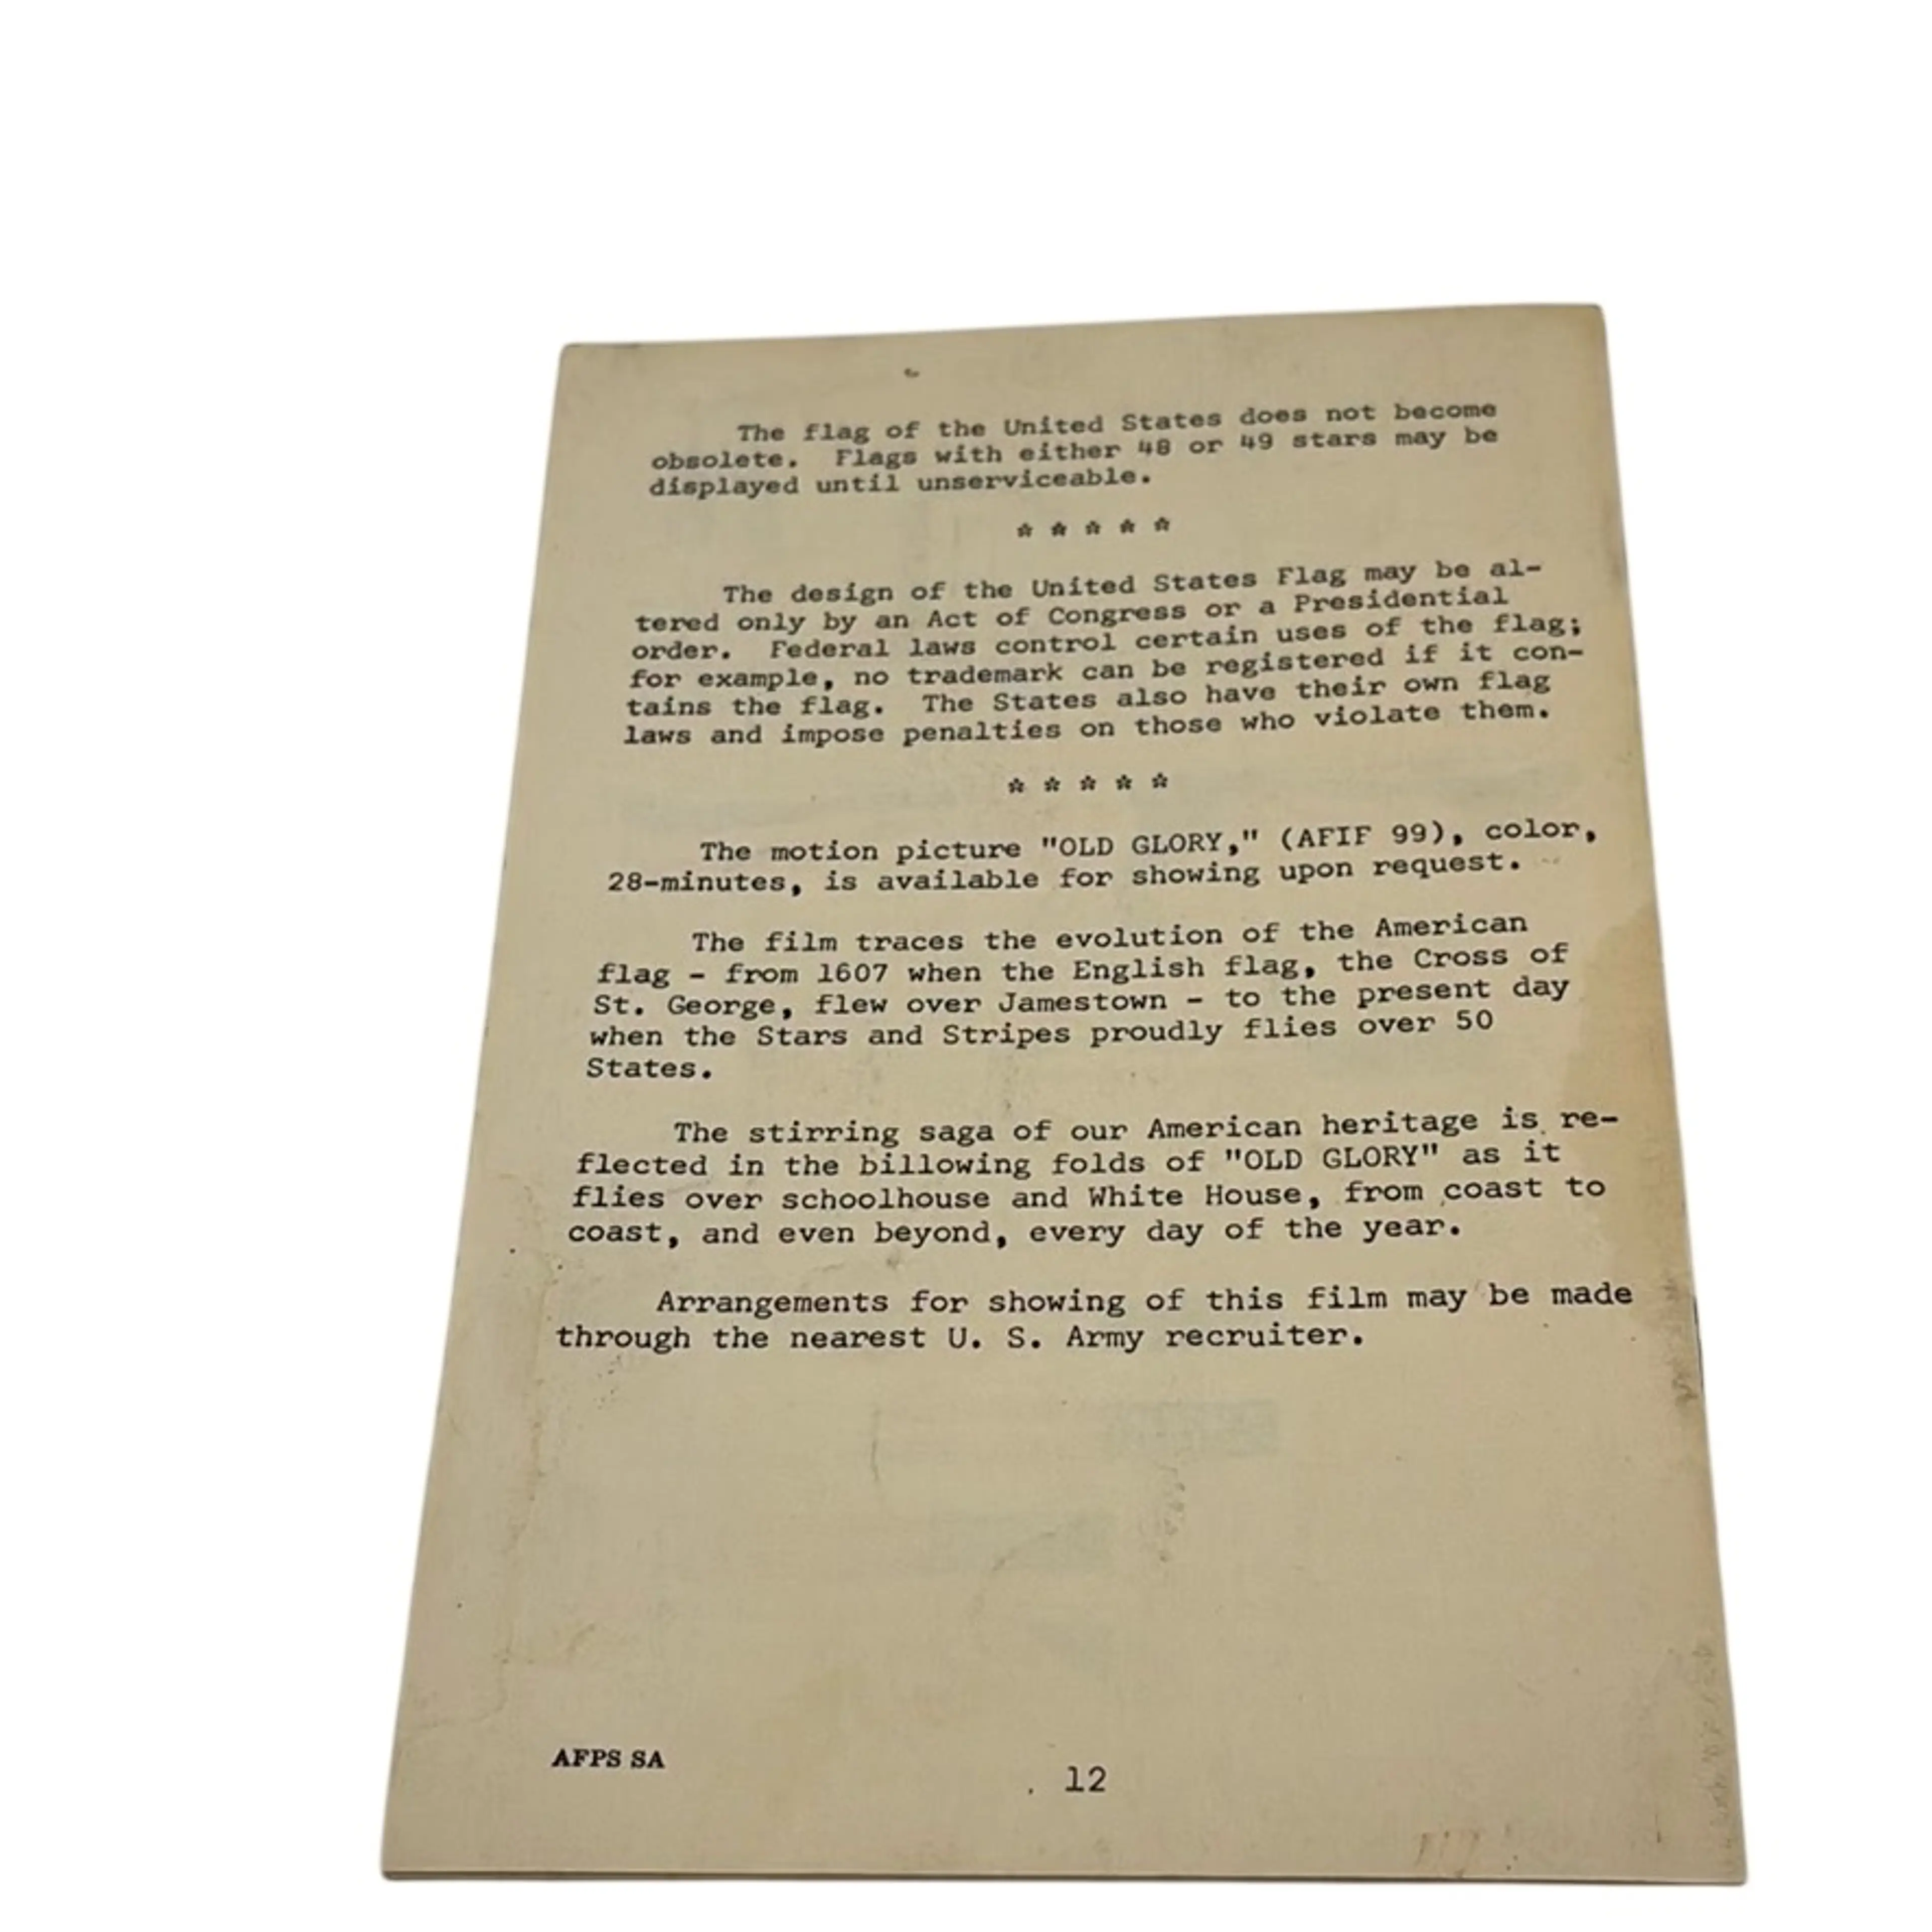 The flag of the United States does not become
obsolete. Flags with either 48 or 49 stars may be
displayed until unserviceable.
* * * * *
The design of the United States Flag may be al-
tered only by an Act of Congress or a Presidential
order. Federal laws control certain uses of the flag;
for example, no trademark can be registered if it con-
tains the flag. The States also have their own flag
laws and impose penalties on those who violate them.
* * * * *
The motion picture "OLD GLORY," (AFIF 99), color,
28-minutes, is available for showing upon request.
The film traces the evolution of the American
flag - from 1607 when the English flag, the Cross of
St. George, flew over Jamestown - to the present day
when the Stars and Stripes proudly flies over 50
States.
The stirring saga of our American heritage is re-
flected in the billowing folds of "OLD GLORY" as it
flies over schoolhouse and White House, from coast to
coast, and even beyond, every day of the year.
Arrangements for showing of this film may be made
through the nearest U. S. Army recruiter.
AFPS SA
12